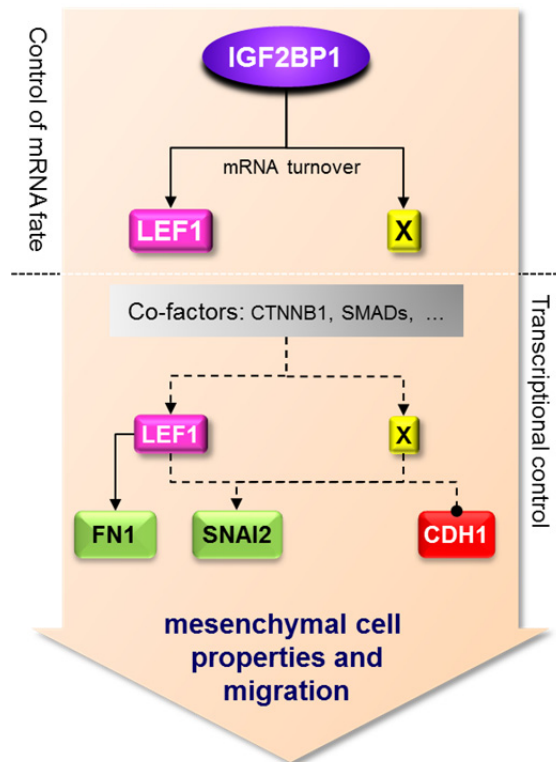 Control of
mRNA fate
IGF2BP1
mRNA turnover
LEF1
X
Co-factors: CTNNB1, SMADs, ...
Transcriptional control
LEF1
X
FN1
SNAI2
CDH1
mesenchymal cell
properties and
migration